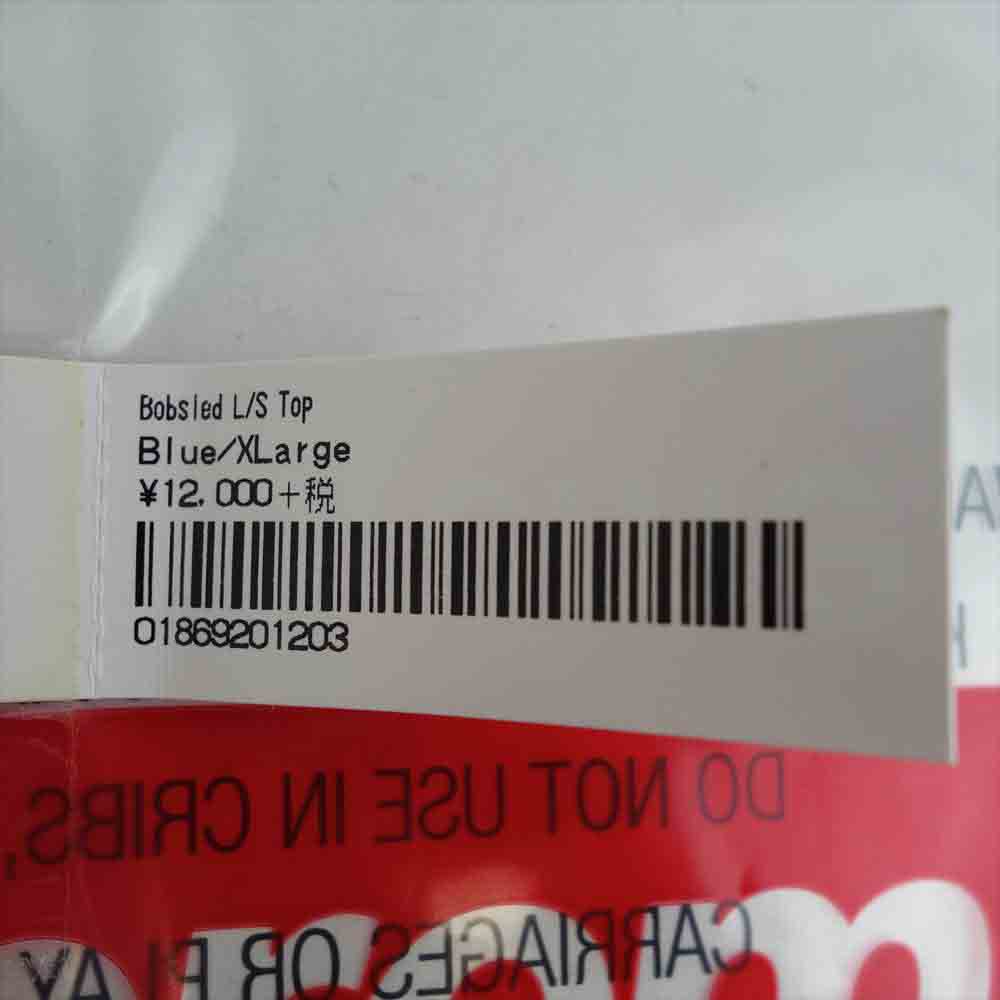 Bobsled L/S Top
Blue/XLarge
¥12,000+税
01869201203
DO NOT USE IN CRIBS,
CARRIAGES OR PLAY